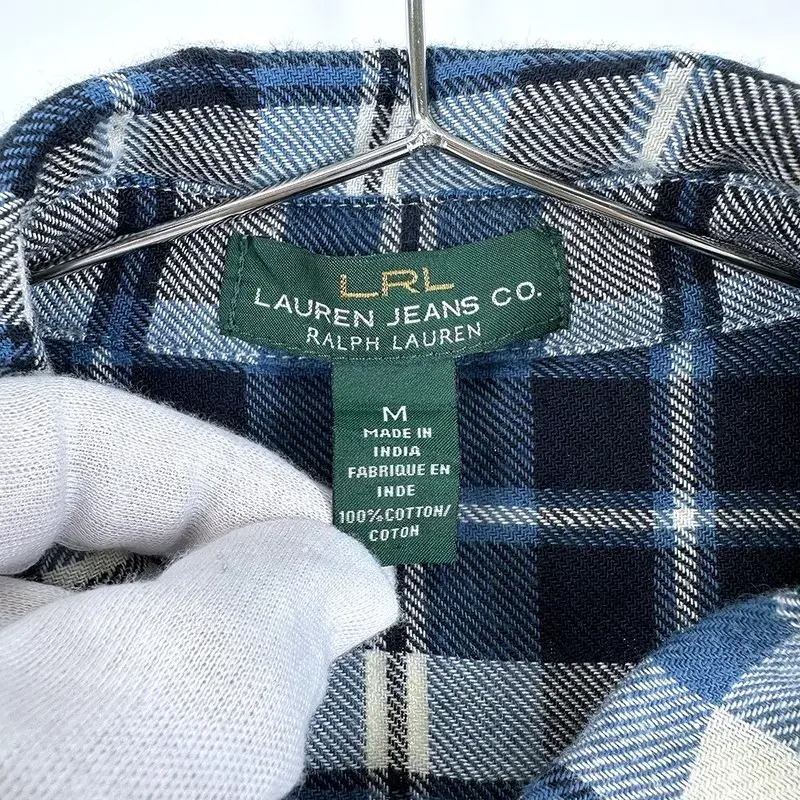 LRL
LAUREN JEANS CO.
RALPH LAUREN
M
MADE IN
INDIA
FABRIQUE EN
INDE
100% COTTON/
COTON